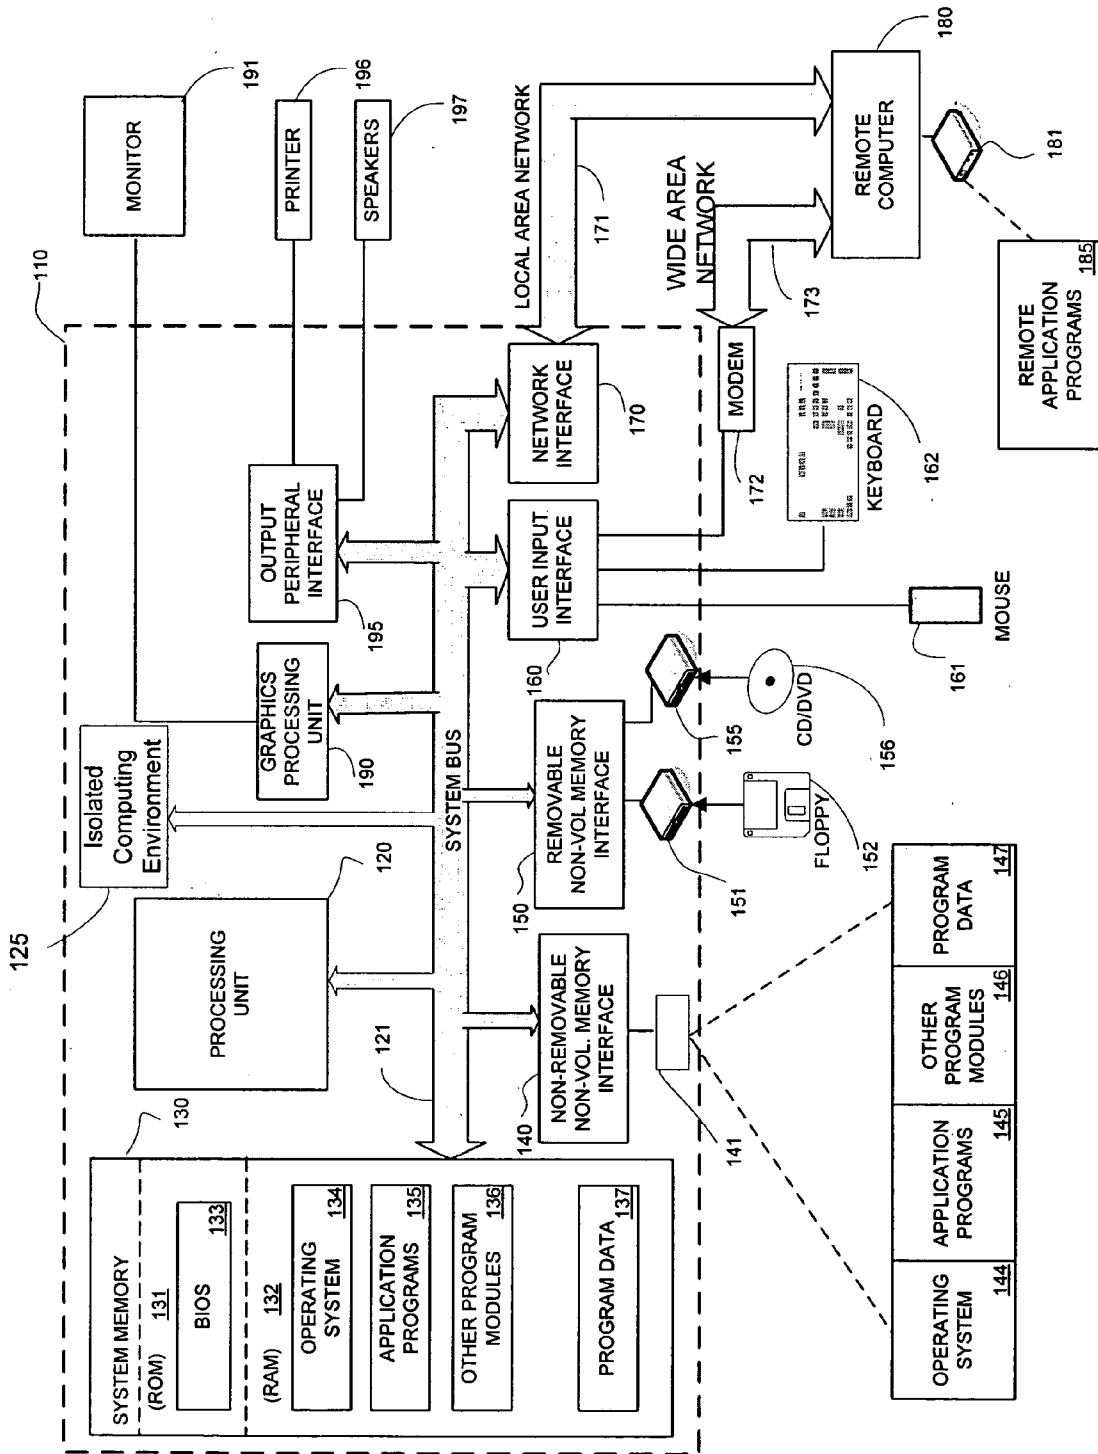 110
SYSTEM MEMORY
(ROM) 131
BIOS
133
(RAM) 132
OPERATING
SYSTEM
134
APPLICATION
PROGRAMS
135
OTHER PROGRAM
MODULES
136
PROGRAM DATA
137
130
PROCESSING
UNIT
120
121
125
Isolated
Computing
Environment
GRAPHICS
PROCESSING
UNIT
190
OUTPUT
PERIPHERAL
INTERFACE
195
MONITOR
191
PRINTER
196
SPEAKERS
197
SYSTEM BUS
NON-REMOVABLE
NON-VOL. MEMORY
INTERFACE
140
141
REMOVABLE
NON-VOL MEMORY
INTERFACE
150
151
155
FLOPPY
152
CD/DVD
156
USER INPUT
INTERFACE
160
NETWORK
INTERFACE
170
LOCAL AREA NETWORK
171
WIDE AREA
NETWORK
173
MODEM
172
KEYBOARD
162
MOUSE
161
REMOTE
COMPUTER
180
181
REMOTE
APPLICATION
PROGRAMS
185
OPERATING
SYSTEM
144
APPLICATION
PROGRAMS
145
OTHER
PROGRAM
MODULES
146
PROGRAM
DATA
147